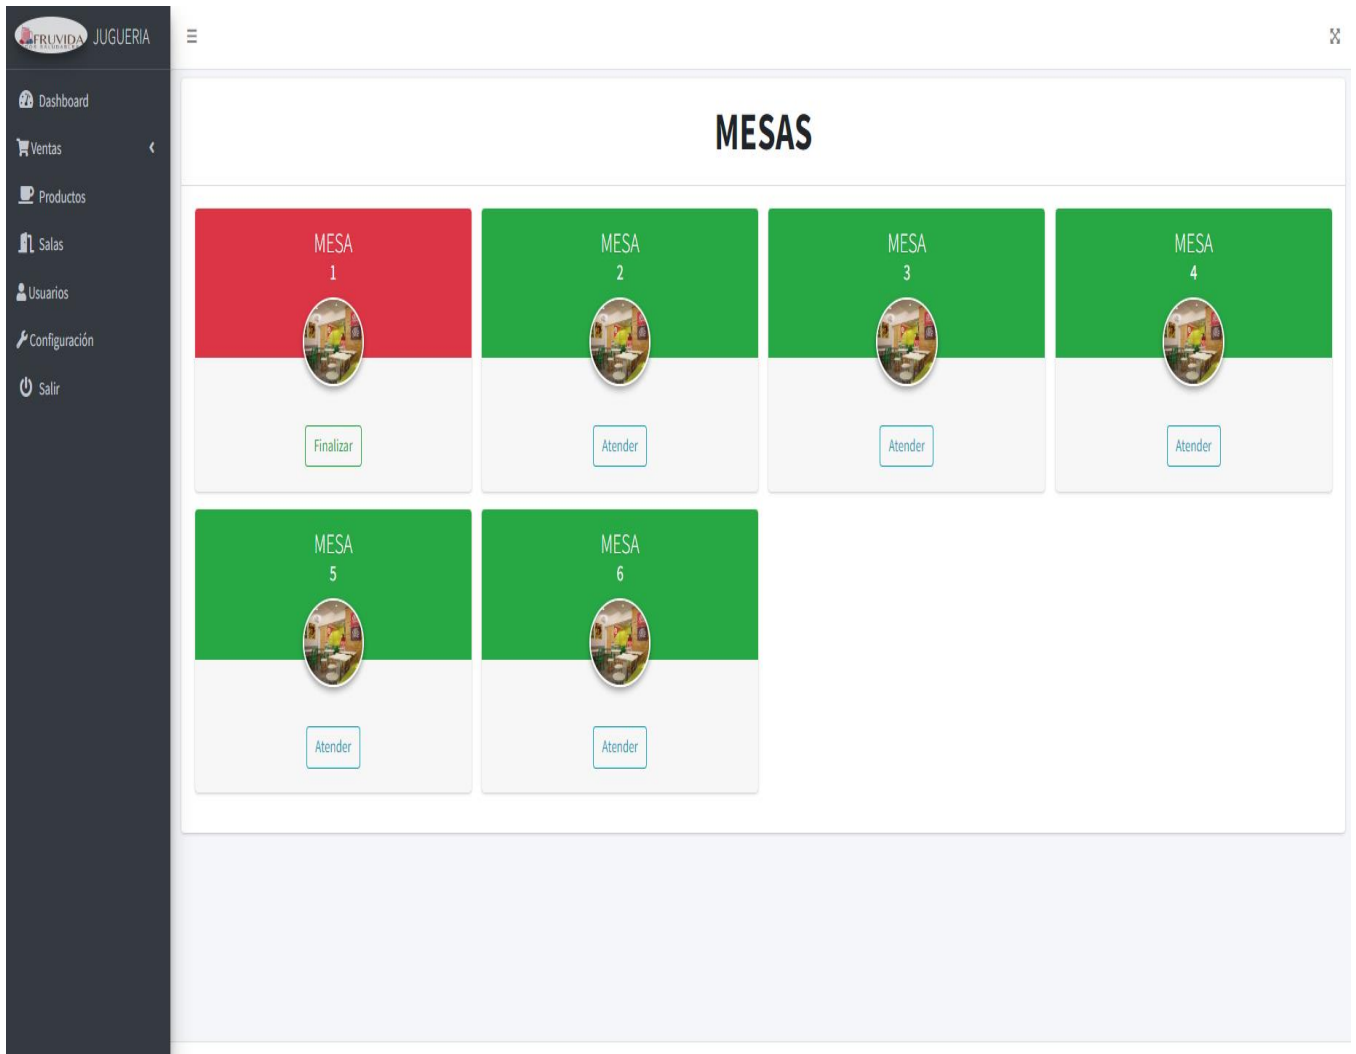 FRUVIDA JUGUERIA
Dashboard
Ventas
Productos
Salas
Usuarios
Configuración
Salir
MESAS
MESA
1
Finalizar
MESA
2
Atender
MESA
3
Atender
MESA
4
Atender
MESA
5
Atender
MESA
6
Atender